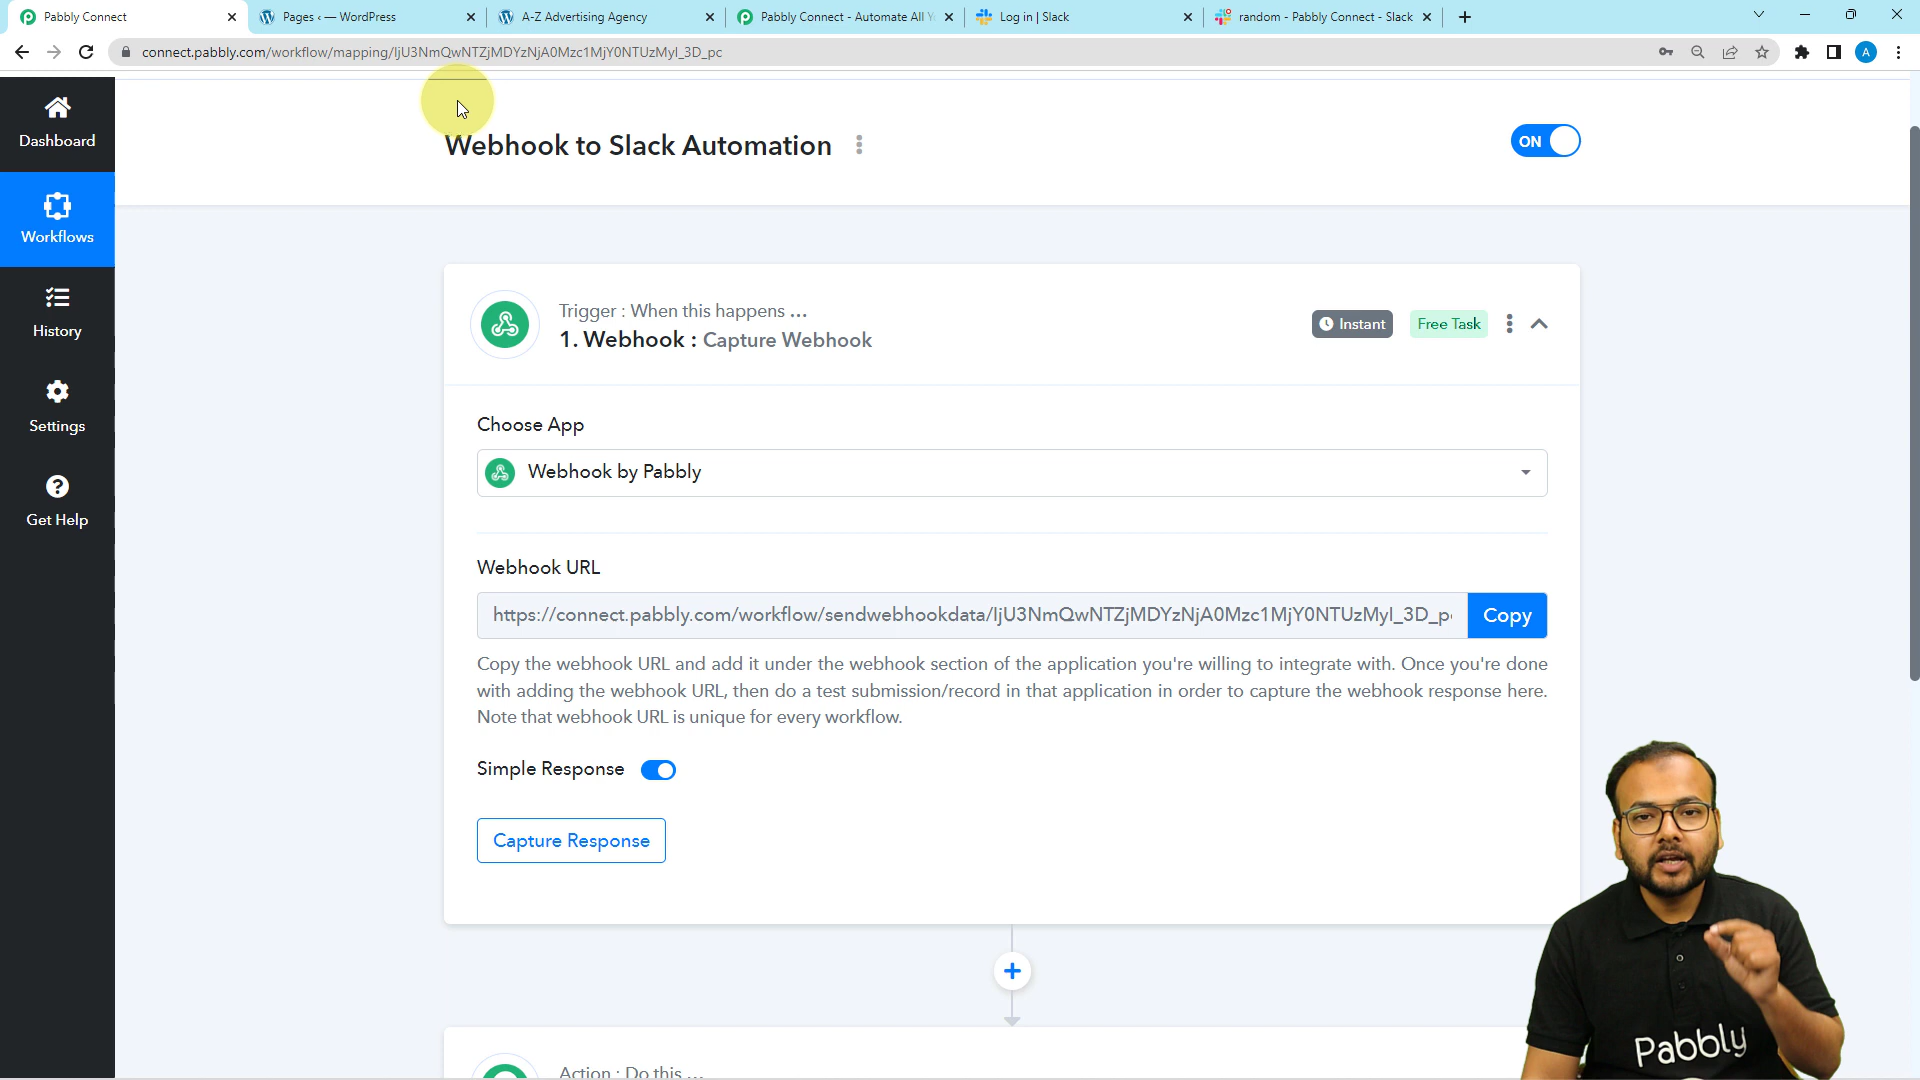 Pabbly Connect
Pages ‹ — WordPress
A-Z Advertising Agency
Pabbly Connect - Automate All Y
Log in | Slack
random - Pabbly Connect - Slack
connect.pabbly.com/workflow/mapping/IjU3NmQwNTZjMDYzNjA0Mzc1MjY0NTUzMyI_3D_pc
A
Dashboard
Workflows
History
Settings
Get Help
Webhook to Slack Automation
ON
Trigger : When this happens ...
1. Webhook : Capture Webhook
Instant
Free Task
Choose App
Webhook by Pabbly
Webhook URL
https://connect.pabbly.com/workflow/sendwebhookdata/IjU3NmQwNTZjMDYzNjA0Mzc1MjY0NTUzMyI_3D_p
Copy
Copy the webhook URL and add it under the webhook section of the application you're willing to integrate with. Once you're done
with adding the webhook URL, then do a test submission/record in that application in order to capture the webhook response here.
Note that webhook URL is unique for every workflow.
Simple Response
Capture Response
Action : Do this ...
Pabbly